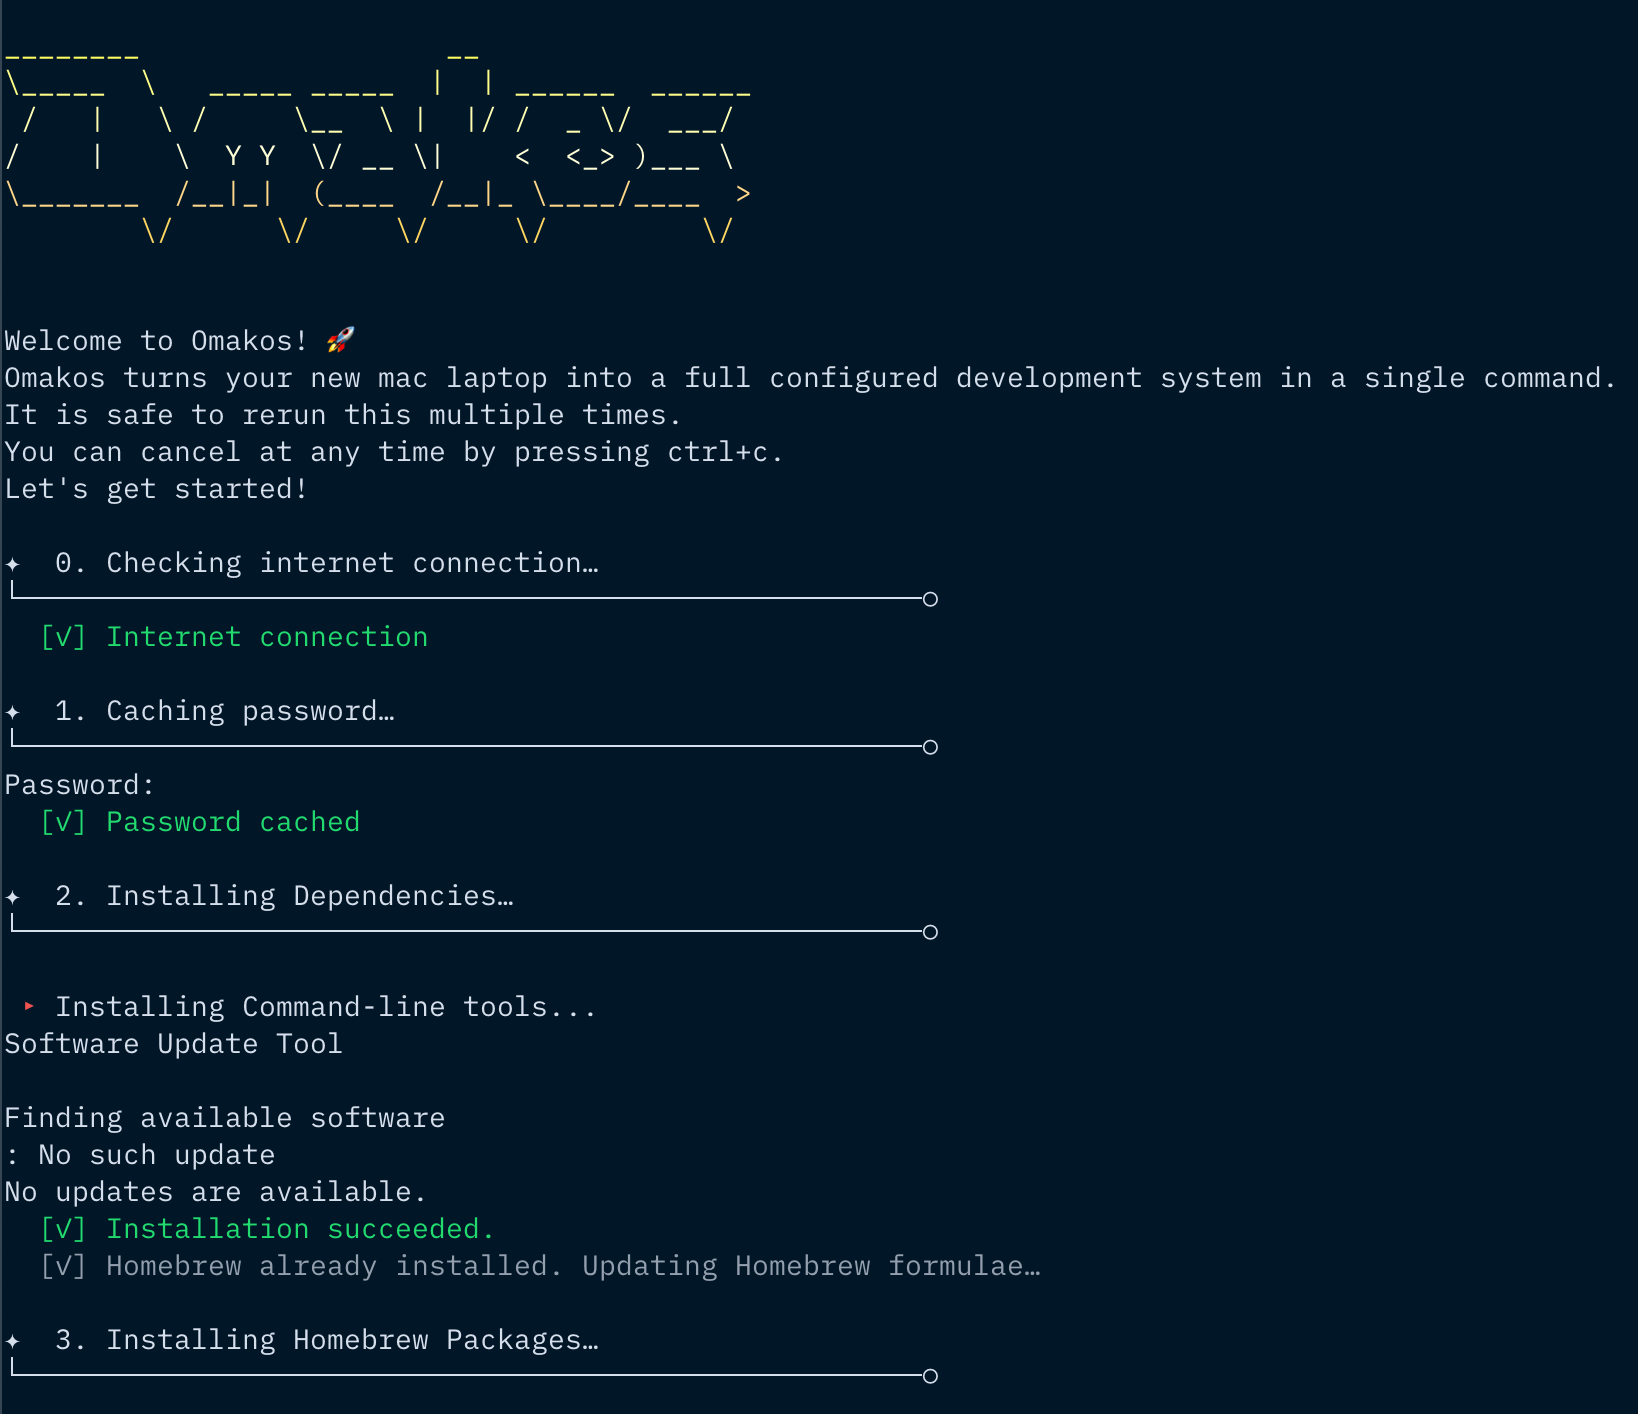 ________                  __
\_____  \   _____ _____  |  | ______  ______
 /   |   \ /     \__  \ |  |/ /  _ \/  ___/
/    |    \  Y Y  \/ __ \|    <  <_> )___ \
\_______  /__|_|  (____  /__|_ \____/____  >
        \/      \/     \/     \/         \/
Welcome to Omakos! 🚀
Omakos turns your new mac laptop into a full configured development system in a single command.
It is safe to rerun this multiple times.
You can cancel at any time by pressing ctrl+c.
Let's get started!
✦  0. Checking internet connection…
[√] Internet connection
✦  1. Caching password…
Password:
[√] Password cached
✦  2. Installing Dependencies…
‣ Installing Command-line tools...
Software Update Tool
Finding available software
: No such update
No updates are available.
[√] Installation succeeded.
[√] Homebrew already installed. Updating Homebrew formulae…
✦  3. Installing Homebrew Packages…